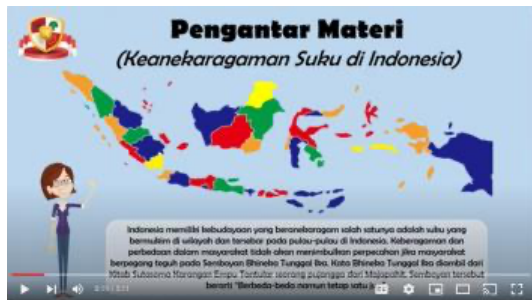 Pengantar Materi
(Keanekaragaman Suku di Indonesia)
Indonesia memiliki kebudayaan yang beranekaragam salah satunya adalah suku yang
bermukim di wilayah dan tersebar pada pulau-pulau di Indonesia. Keberagaman dan
perbedaan dalam masyarakat tidak akan menimbulkan perpecahan jika masyarakat
berpegang teguh pada Semboyan Bhineka Tunggal Ika. Kata Bhineka Tunggal Ika diambil dari
Kitab Sutasoma Karangan Empu Tantular seorang pujangga dari Majapahit. Semboyan tersebut
berarti "Berbeda-beda namun tetap satu